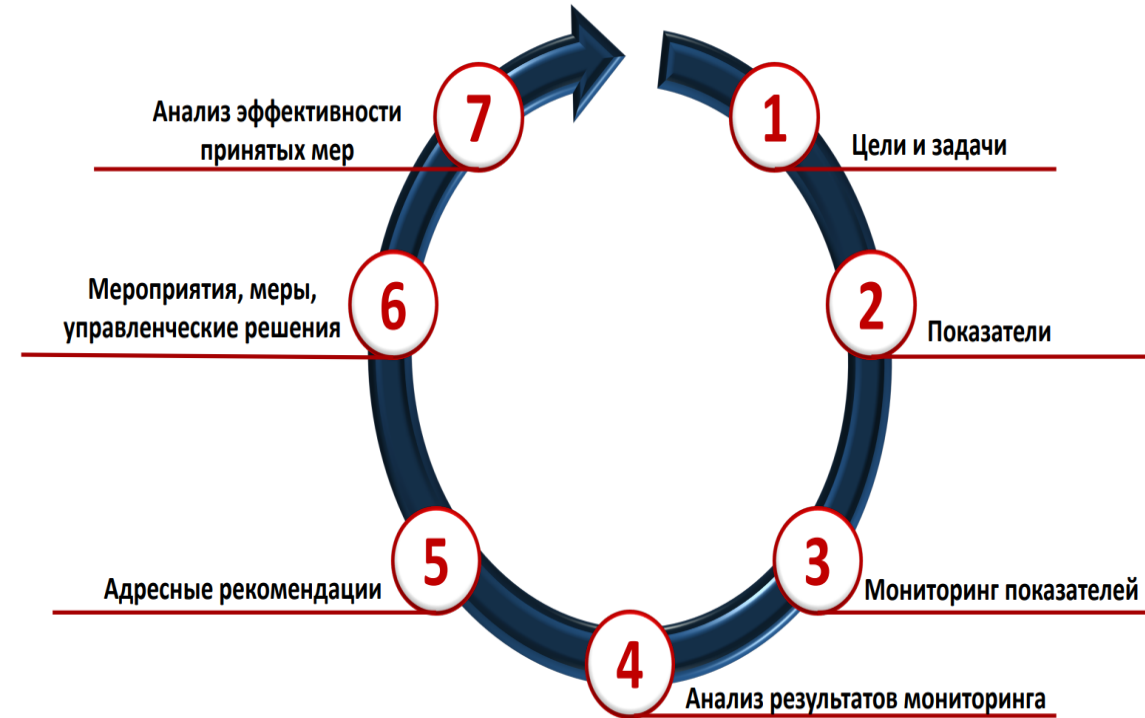 1
Цели и задачи
2
Показатели
3
Мониторинг показателей
4
Анализ результатов мониторинга
5
Адресные рекомендации
6
Мероприятия, меры,
управленческие решения
7
Анализ эффективности
принятых мер